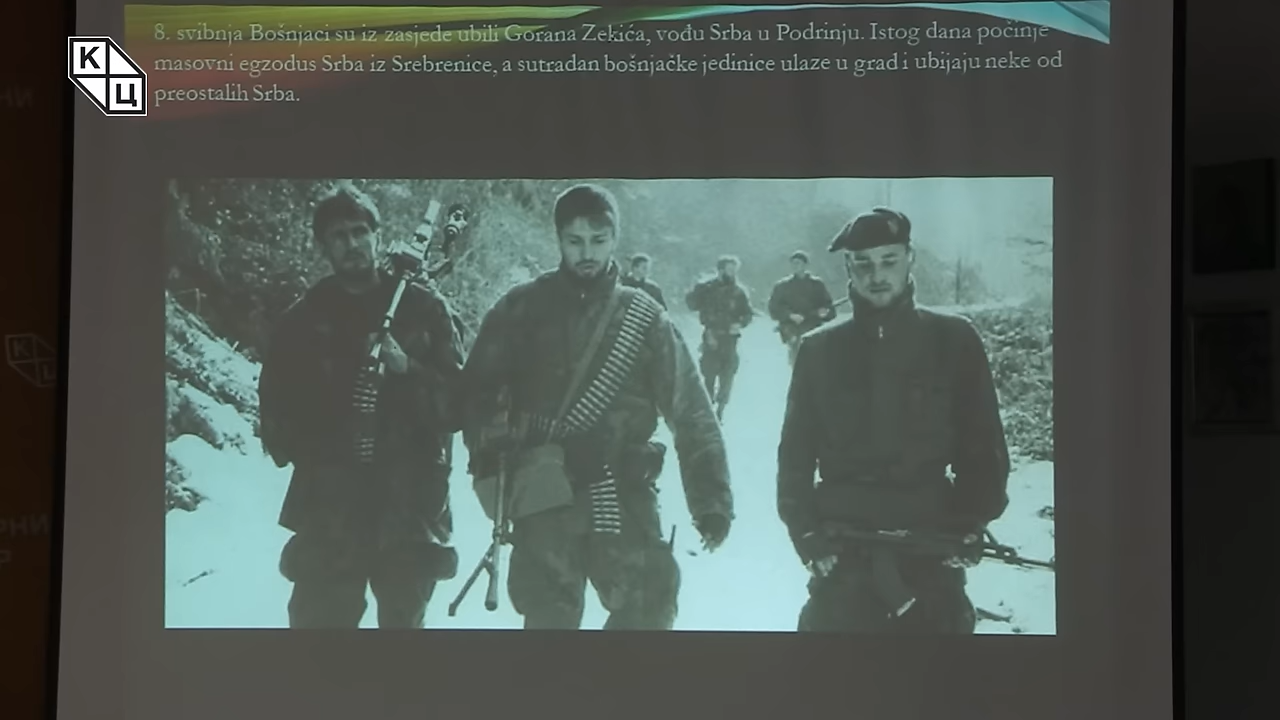 8. svibnja Bošnjaci su iz zasjede ubili Gorana Zekića, vođu Srba u Podrinju. Istog dana počinje
masovni egzodus Srba iz Srebrenice, a sutradan bošnjačke jedinice ulaze u grad i ubijaju neke od
preostalih Srba.
К
Ц